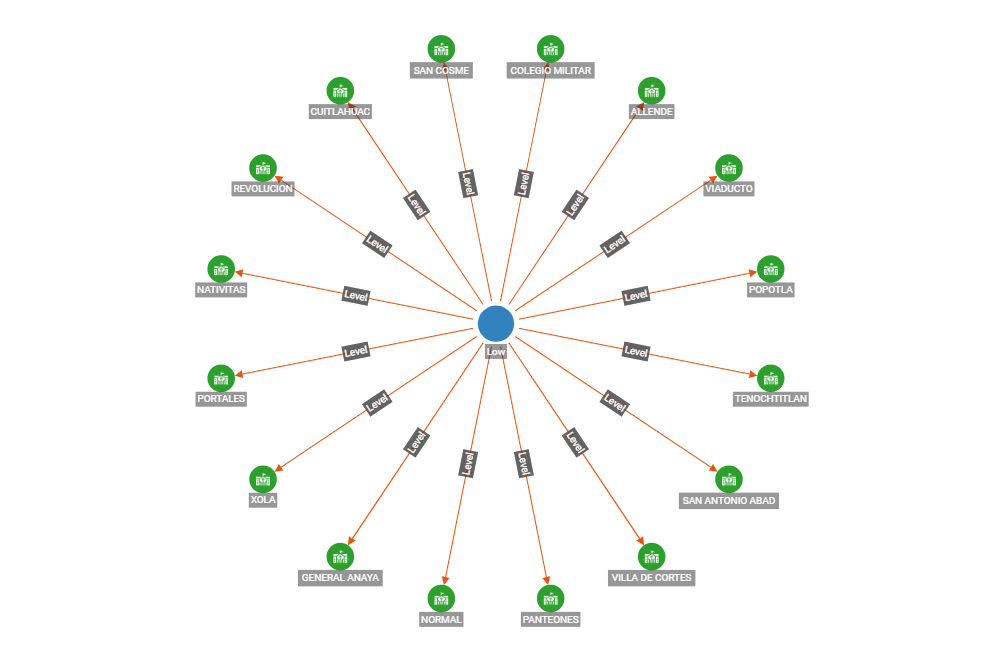 SAN COSME
COLEGIO MILITAR
CUITLAHUAC
ALLENDE
REVOLUCION
VIADUCTO
Level
Level
Level
Level
Level
Level
NATIVITAS
POPOTLA
Level
Level
Low
Level
Level
PORTALES
TENOCHTITLAN
Level
Level
Level
Level
Level
Level
XOLA
SAN ANTONIO ABAD
GENERAL ANAYA
VILLA DE CORTES
NORMAL
PANTEONES